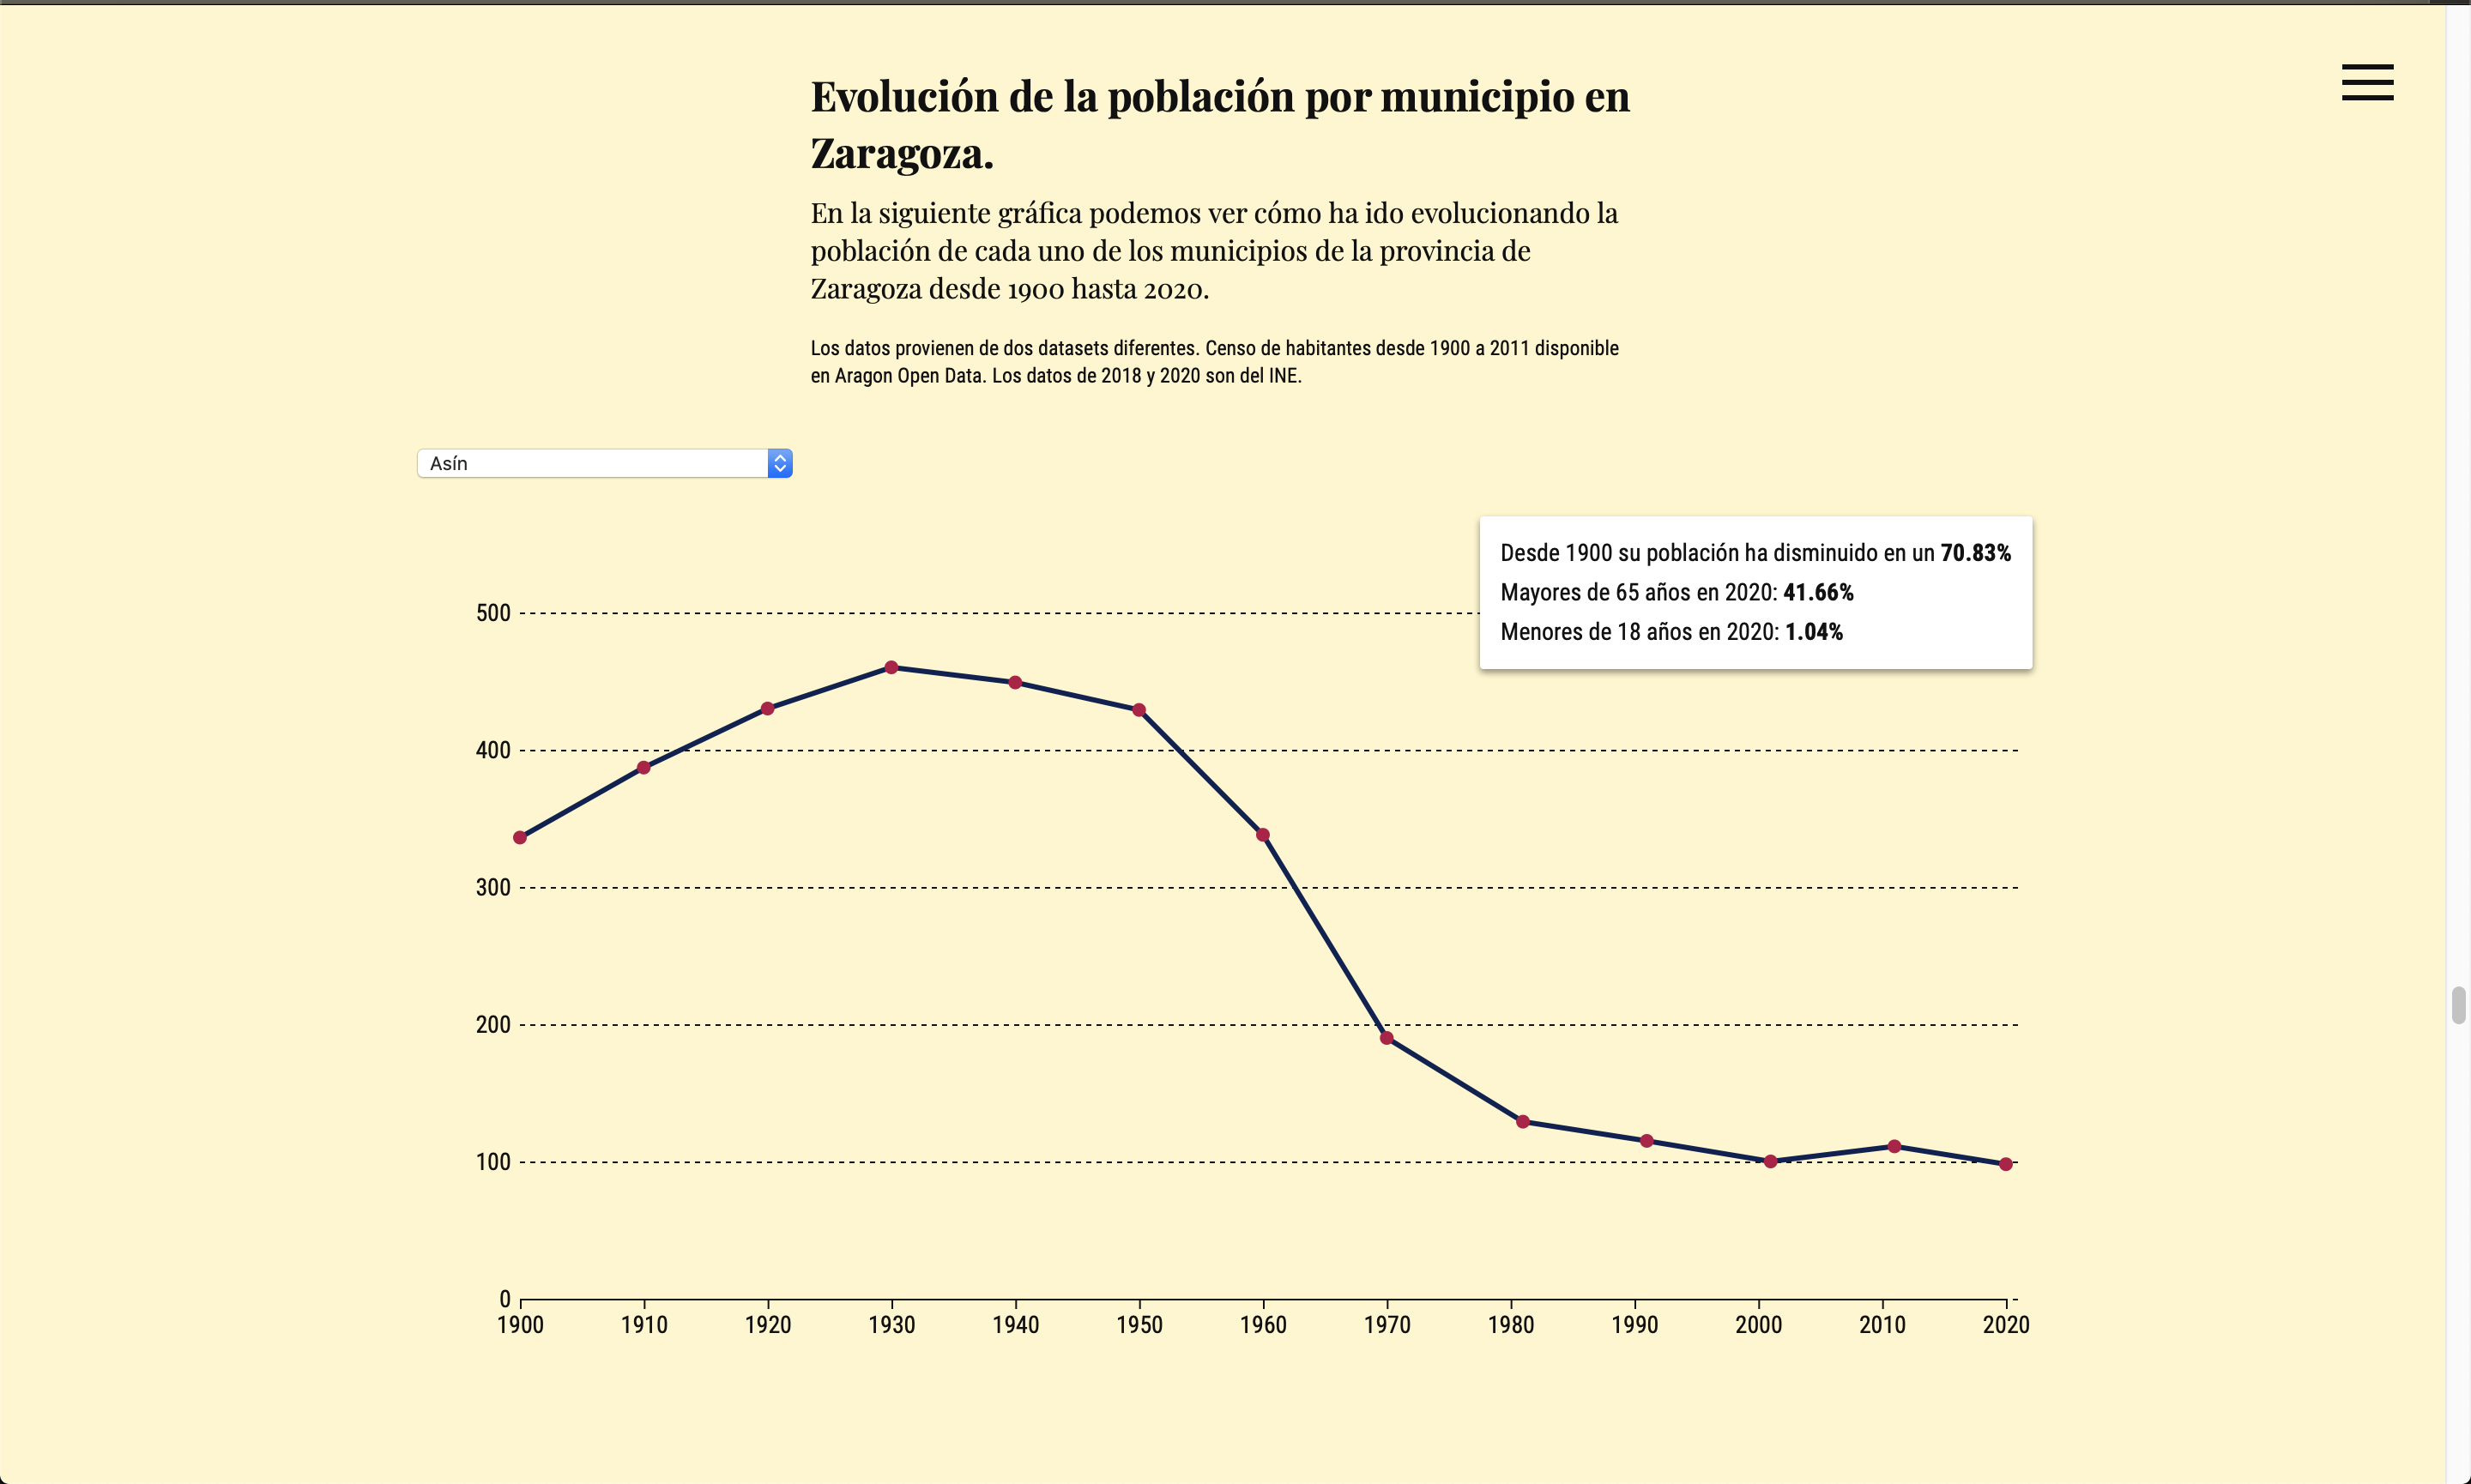 Evolución de la población por municipio en
Zaragoza.
En la siguiente gráfica podemos ver cómo ha ido evolucionando la
población de cada uno de los municipios de la provincia de
Zaragoza desde 1900 hasta 2020.
Los datos provienen de dos datasets diferentes. Censo de habitantes desde 1900 a 2011 disponible
en Aragon Open Data. Los datos de 2018 y 2020 son del INE.
Asín
Desde 1900 su población ha disminuido en un 70.83%
Mayores de 65 años en 2020: 41.66%
Menores de 18 años en 2020: 1.04%
500
400
300
200
100
0
1900 1910 1920 1930 1940 1950 1960 1970 1980 1990 2000 2010 2020